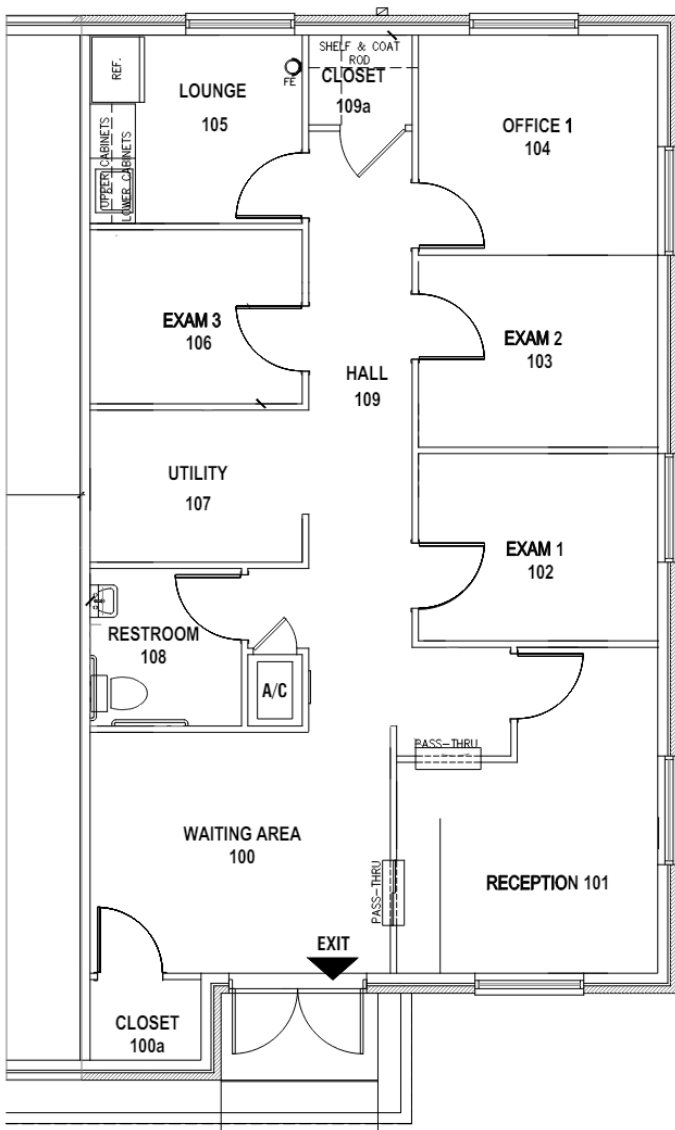 SHELF & COAT
ROD
CLOSET
109a
REF.
LOUNGE
105
FE
UPPER CABINETS
LOWER CABINETS
OFFICE 1
104
EXAM 3
106
EXAM 2
103
HALL
109
UTILITY
107
EXAM 1
102
RESTROOM
108
A/C
PASS-THRU
WAITING AREA
100
PASS-THRU
RECEPTION 101
EXIT
CLOSET
100a